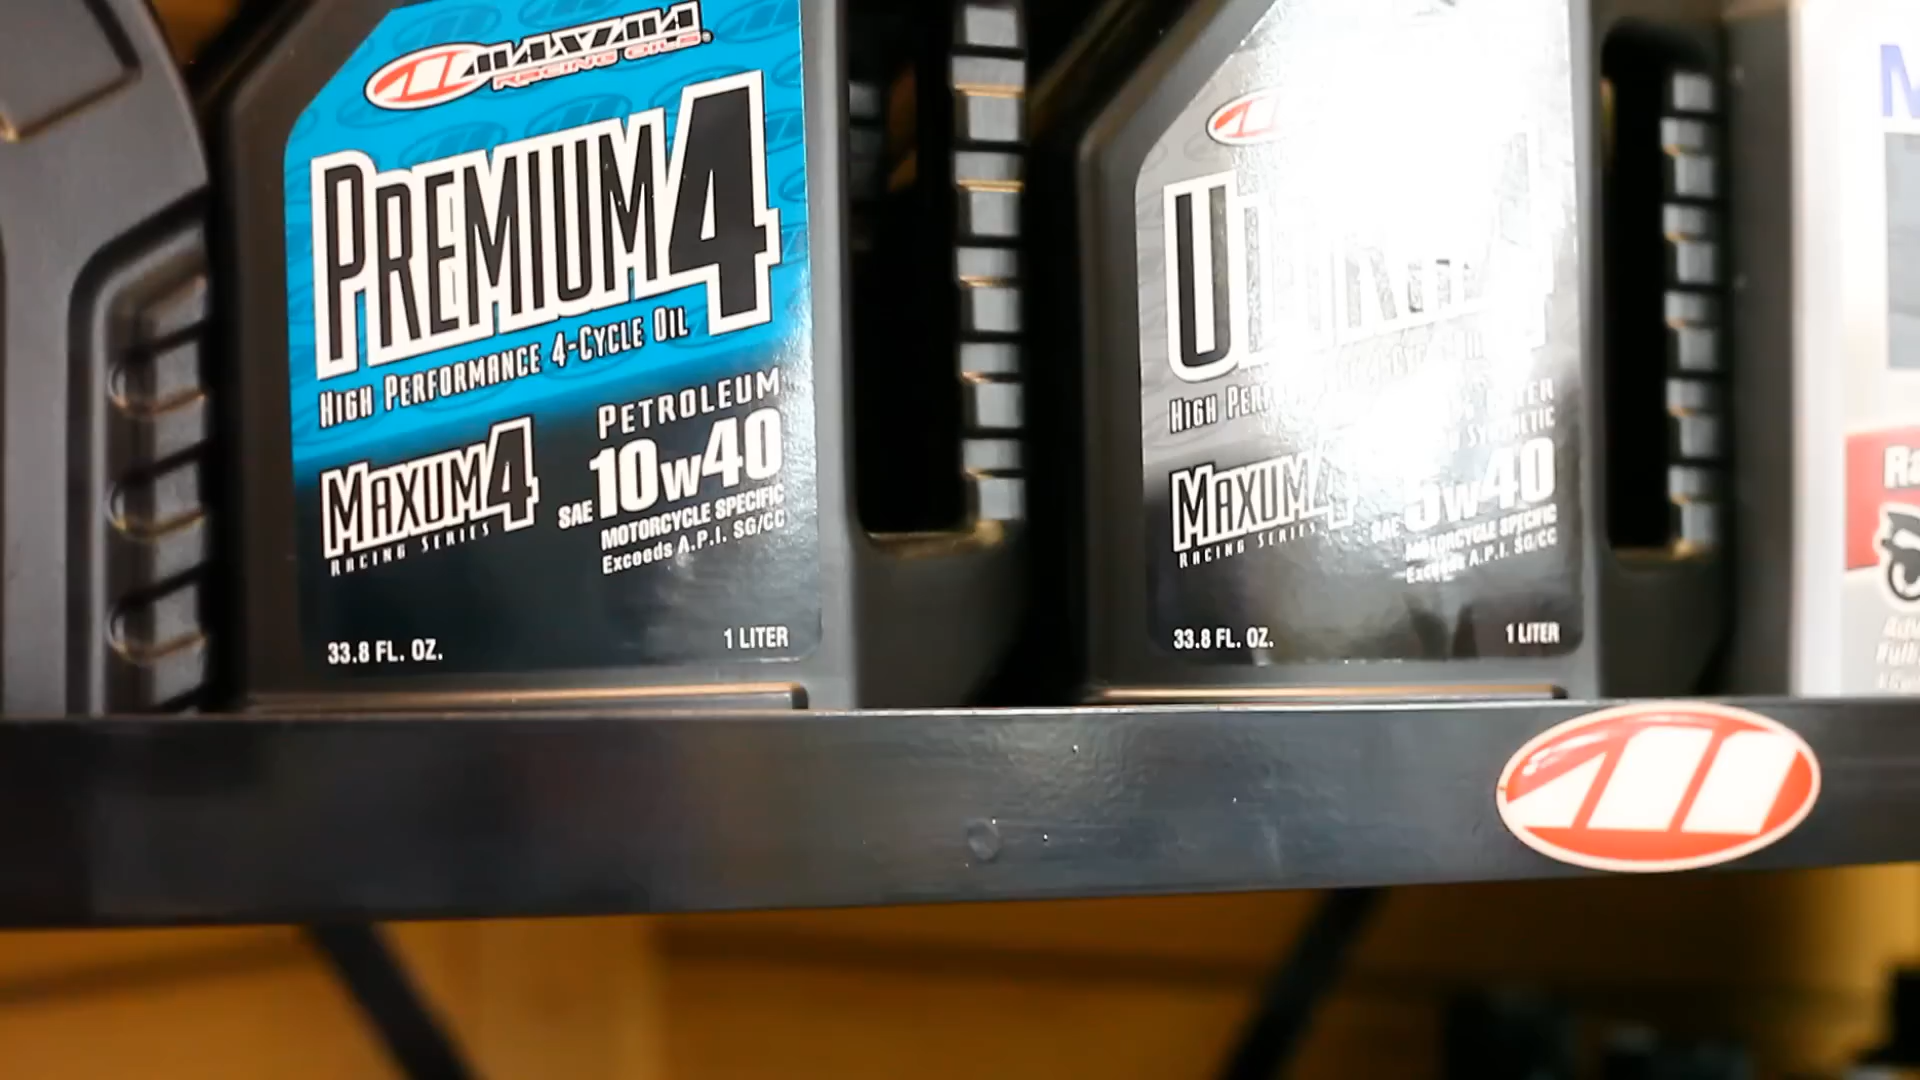 MAXIMA
RACING OILS
PREMIUM4
HIGH PERFORMANCE 4-CYCLE OIL
PETROLEUM
MAXUM4
RACING SERIES
SAE 10W40
MOTORCYCLE SPECIFIC
Exceeds A.P.I. SG/CC
33.8 FL. OZ.
1 LITER
HIGH
MAXUM4
RACING SERIES
SAE 5W40
MOTORCYCLE SPECIFIC
Exceeds A.P.I. SG/CC
33.8 FL. OZ.
1 LITER